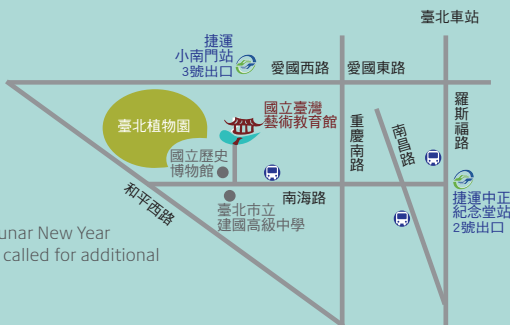 臺北車站
捷運
小南門站
3號出口
愛國西路
愛國東路
國立臺灣
藝術教育館
臺北植物園
重慶南路
南昌路
羅斯福路
國立歷史
博物館
南海路
捷運中正
紀念堂站
2號出口
和平西路
臺北市立
建國高級中學
unar New Year
called for additional